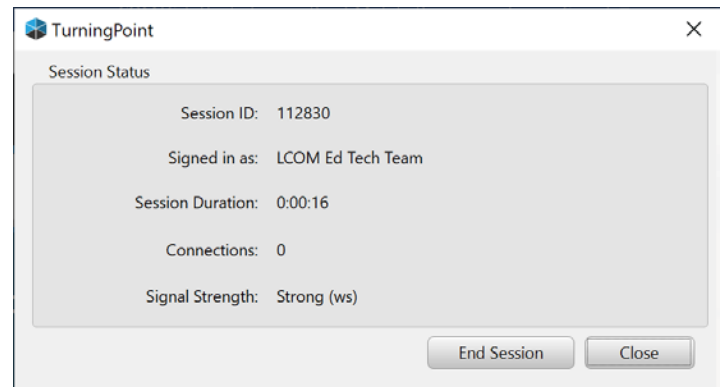 TurningPoint
Session Status
Session ID: 112830
Signed in as: LCOM Ed Tech Team
Session Duration: 0:00:16
Connections: 0
Signal Strength: Strong (ws)
End Session Close